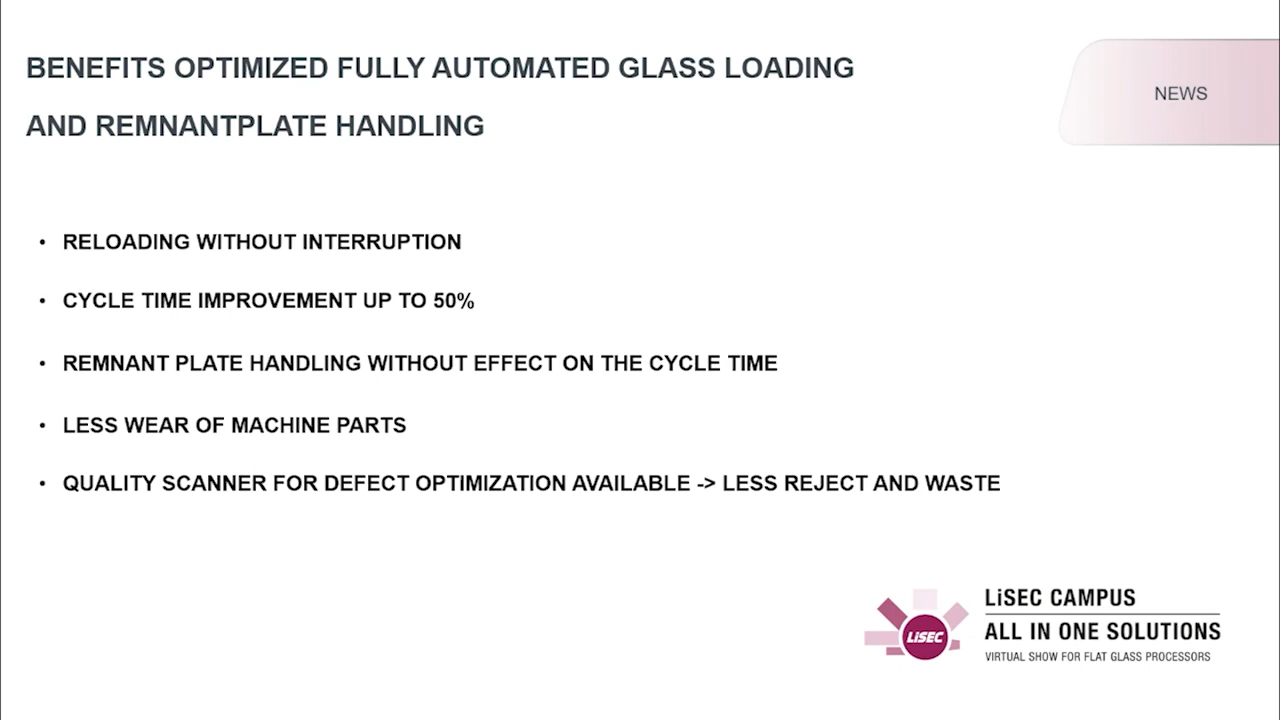 BENEFITS OPTIMIZED FULLY AUTOMATED GLASS LOADING
AND REMNANTPLATE HANDLING
NEWS
• RELOADING WITHOUT INTERRUPTION
• CYCLE TIME IMPROVEMENT UP TO 50%
• REMNANT PLATE HANDLING WITHOUT EFFECT ON THE CYCLE TIME
• LESS WEAR OF MACHINE PARTS
• QUALITY SCANNER FOR DEFECT OPTIMIZATION AVAILABLE -> LESS REJECT AND WASTE
LiSEC
LiSEC CAMPUS
ALL IN ONE SOLUTIONS
VIRTUAL SHOW FOR FLAT GLASS PROCESSORS